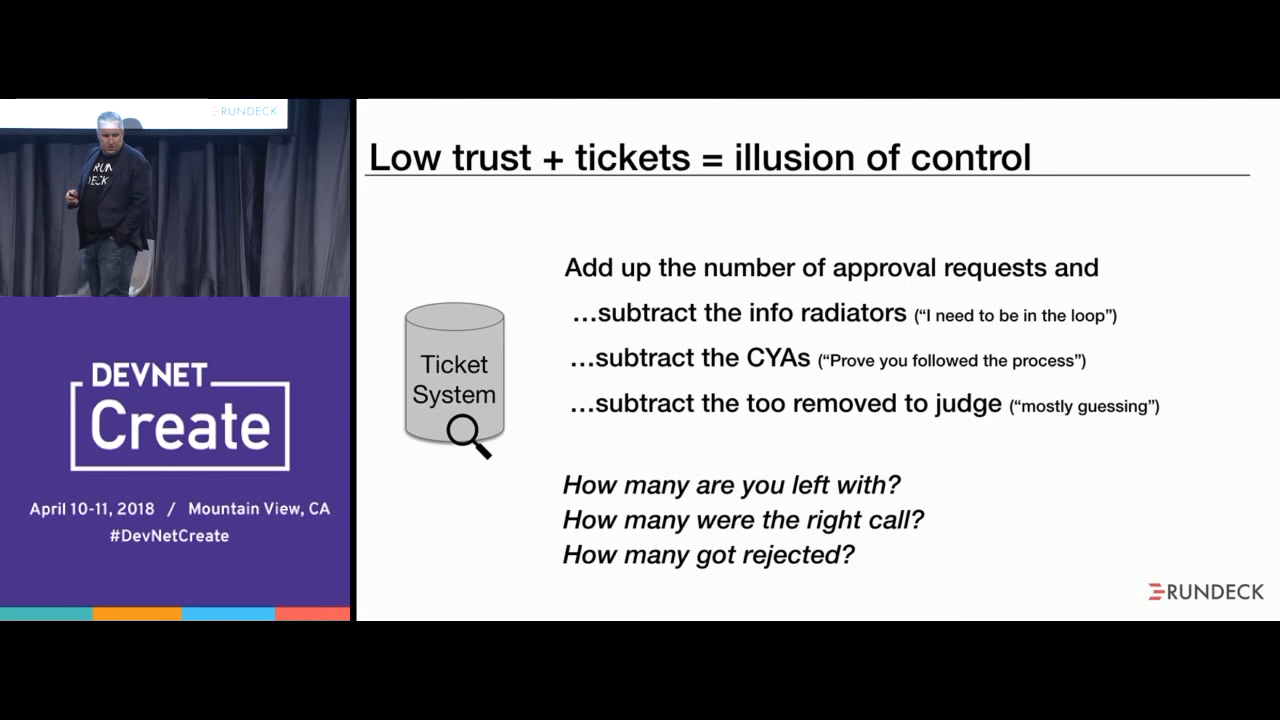 RUNDECK
RUN
DECK
DEVNET
Create
April 10-11, 2018 / Mountain View, CA
#DevNetCreate
Low trust + tickets = illusion of control
Ticket
System
Add up the number of approval requests and
…subtract the info radiators (“I need to be in the loop”)
…subtract the CYAs (“Prove you followed the process”)
…subtract the too removed to judge (“mostly guessing”)
How many are you left with?
How many were the right call?
How many got rejected?
RUNDECK